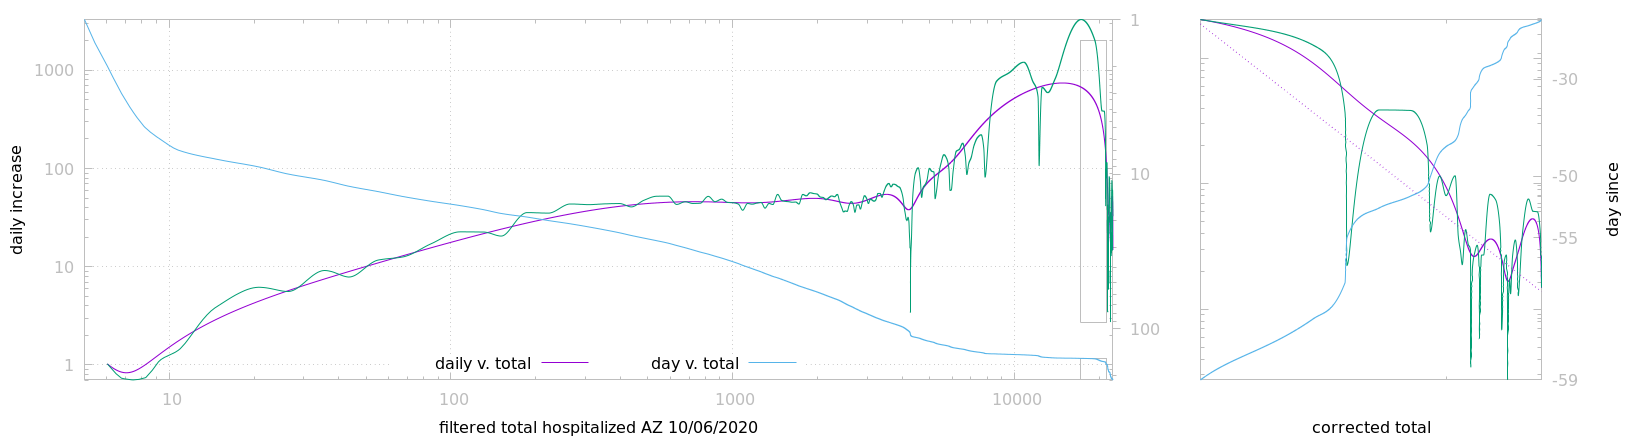 daily increase
1000
100
10
1
10
100
1000
10000
1
10
100
daily v. total
day v. total
filtered total hospitalized AZ 10/06/2020
-30
-50
-55
-59
day since
corrected total